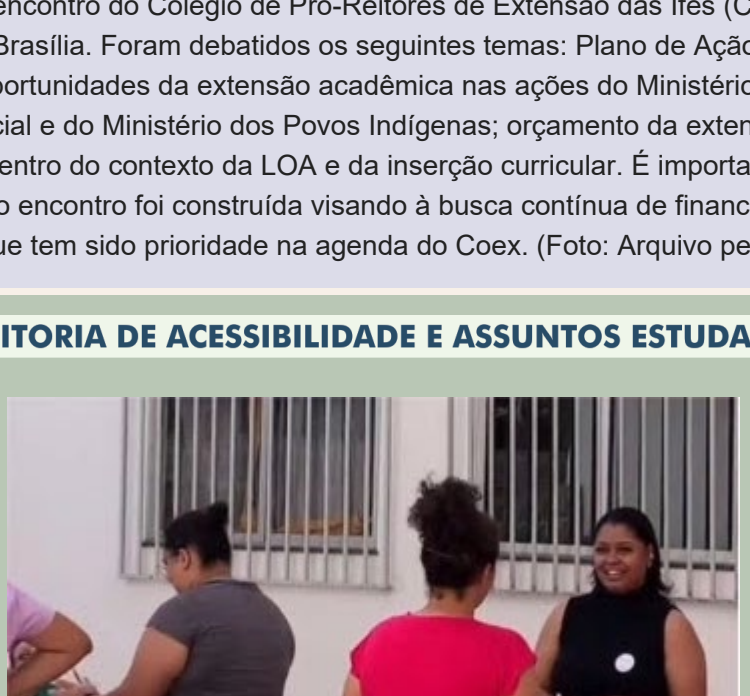 encontro do Colégio de Pró-Reitores de Extensão das Ifes (C
Brasília. Foram debatidos os seguintes temas: Plano de Ação
portunidades da extensão acadêmica nas ações do Ministério
cial e do Ministério dos Povos Indígenas; orçamento da exten
entro do contexto da LOA e da inserção curricular. É importa
o encontro foi construída visando à busca contínua de financ
ue tem sido prioridade na agenda do Coex. (Foto: Arquivo pe
ITORIA DE ACESSIBILIDADE E ASSUNTOS ESTUDA